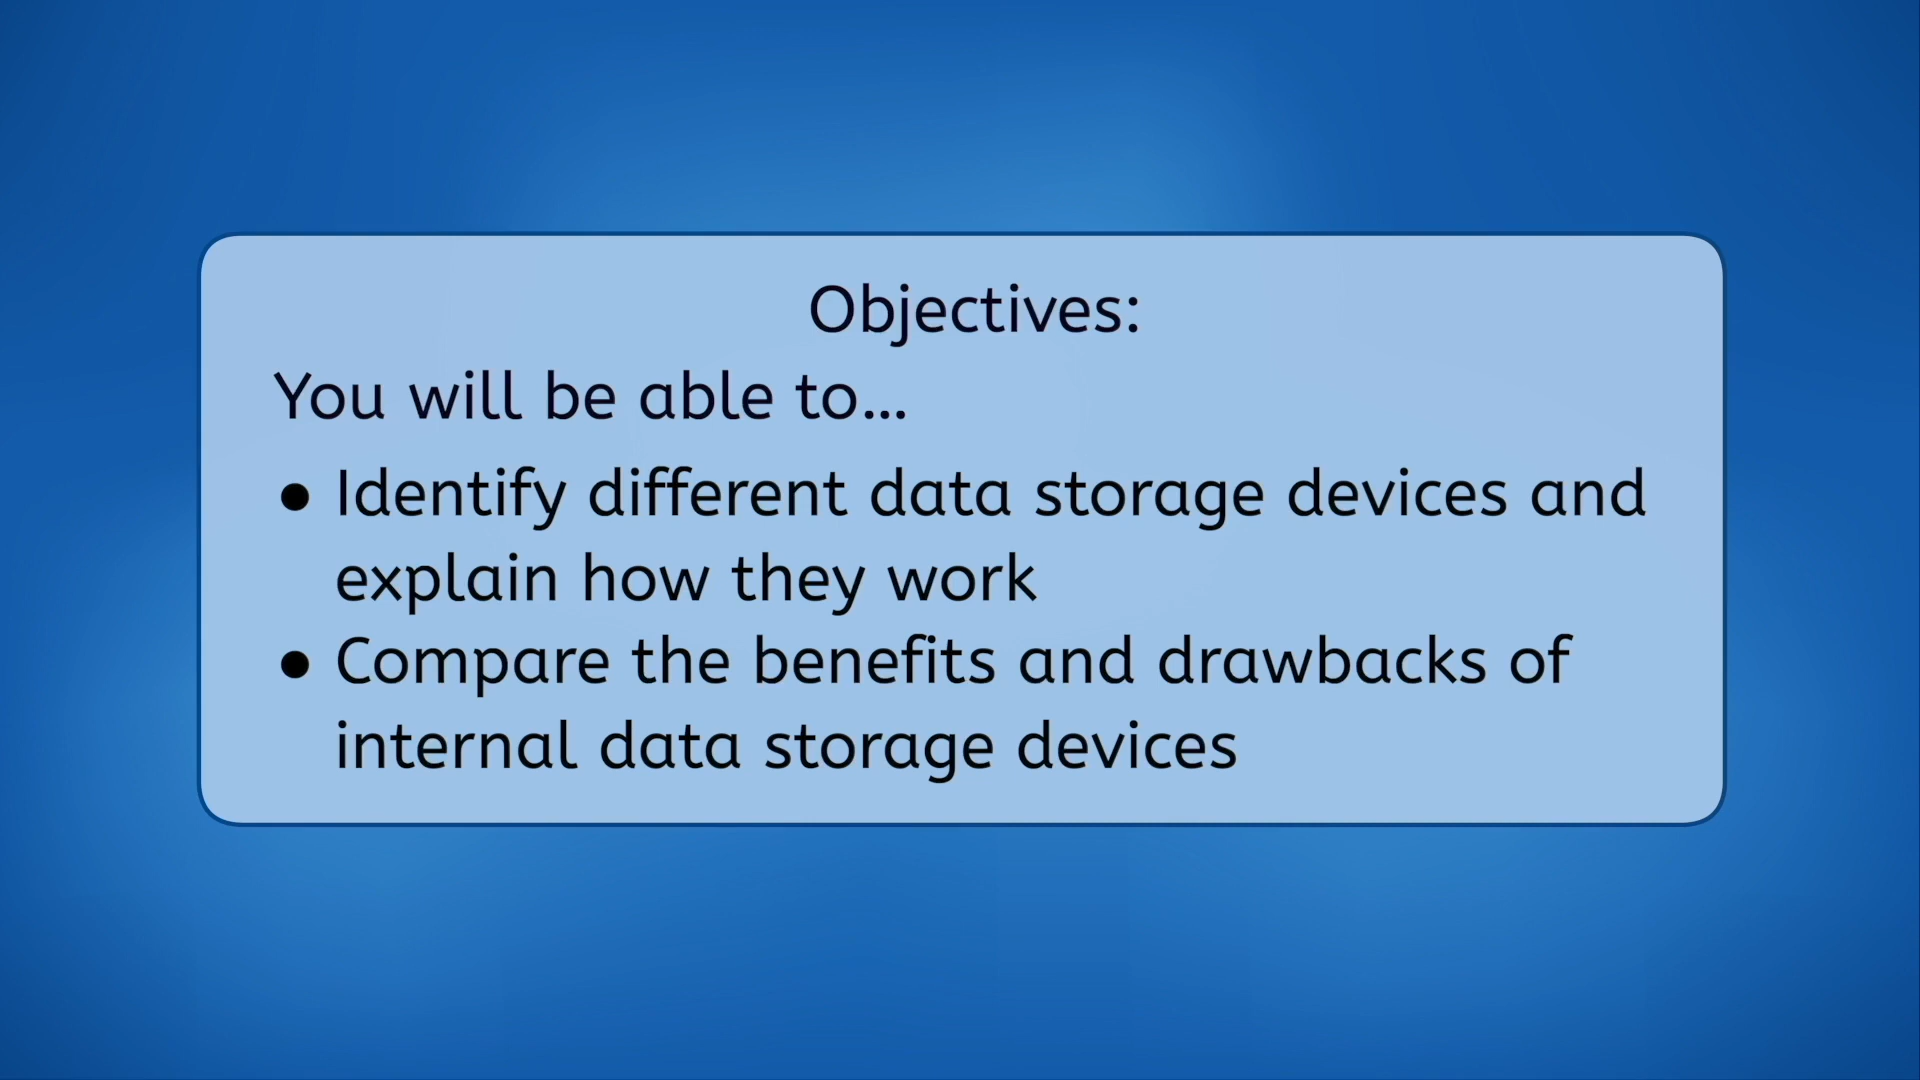 Objectives:
You will be able to...
● Identify different data storage devices and
explain how they work
● Compare the benefits and drawbacks of
internal data storage devices